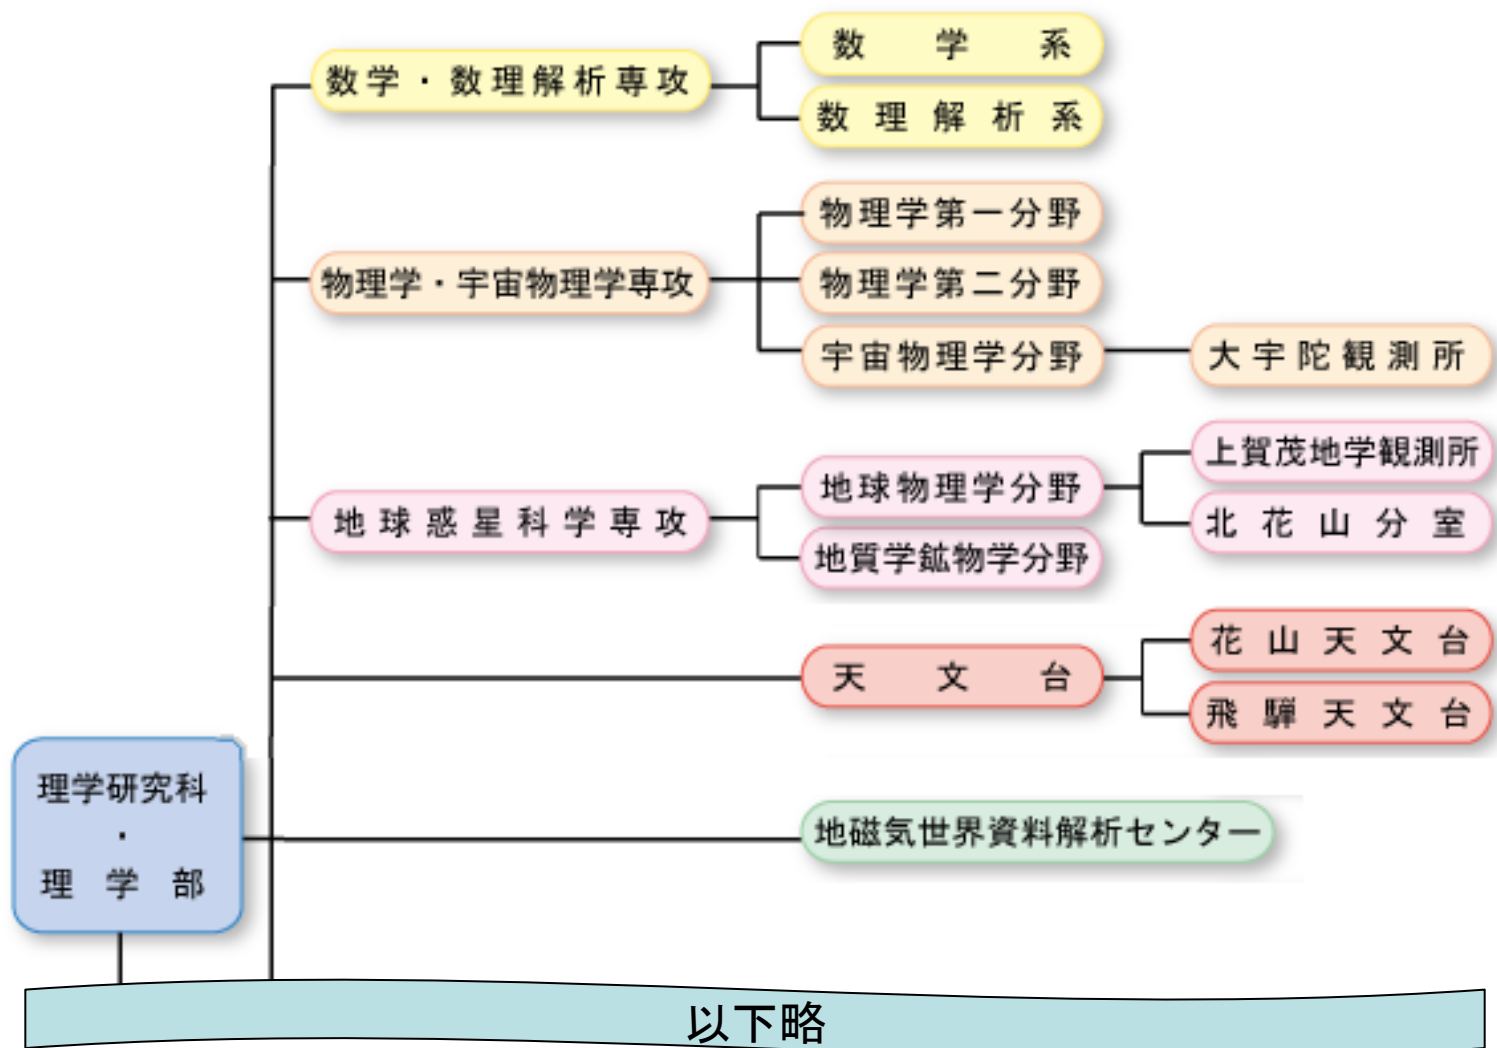 数学・数理解析専攻
数学系
数理解析系
物理学・宇宙物理学専攻
物理学第一分野
物理学第二分野
宇宙物理学分野
大宇陀観測所
地球惑星科学専攻
地球物理学分野
上賀茂地学観測所
北花山分室
地質学鉱物学分野
天文台
花山天文台
飛騨天文台
理学研究科
・
理学部
地磁気世界資料解析センター
以下略